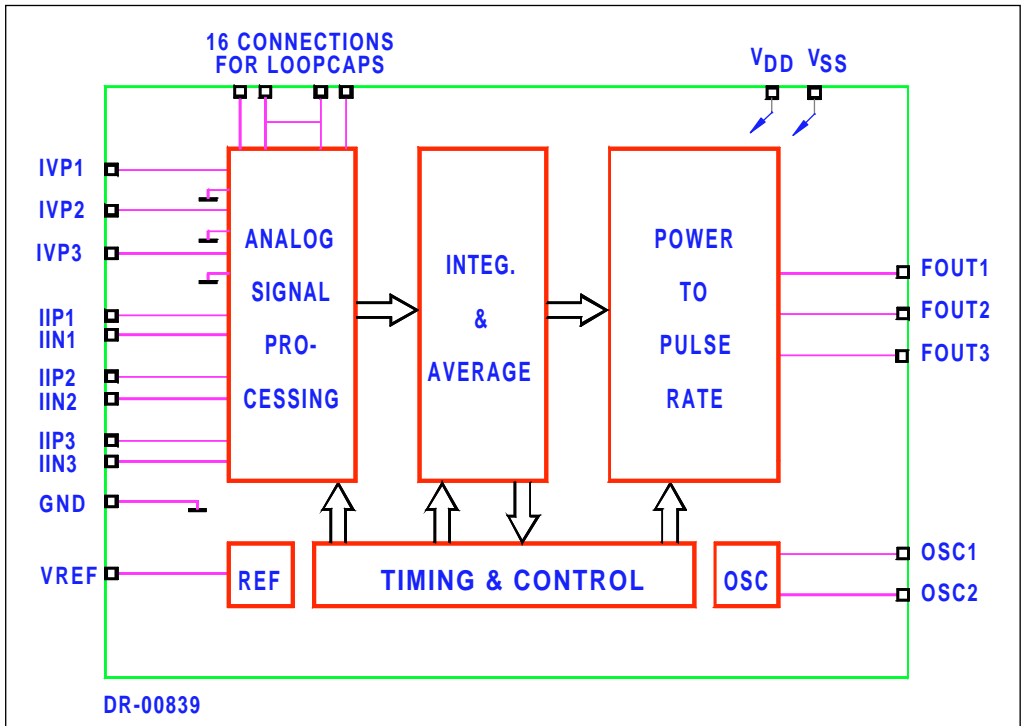 16 CONNECTIONS
FOR LOOPCAPS
VDD
VSS
IVP1
IVP2
IVP3
IIP1
IIN1
IIP2
IIN2
IIP3
IIN3
GND
VREF
ANALOG
SIGNAL
PRO-
CESSING
INTEG.
&
AVERAGE
POWER
TO
PULSE
RATE
FOUT1
FOUT2
FOUT3
REF
TIMING & CONTROL
OSC
OSC1
OSC2
DR-00839